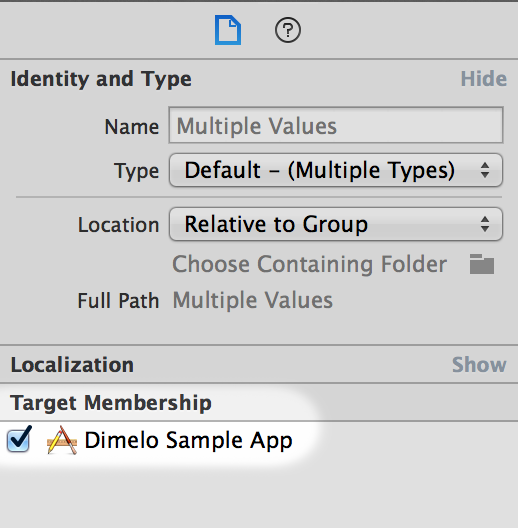 ?
Identity and Type Hide
Name Multiple Values
Type Default - (Multiple Types)
Location Relative to Group
Choose Containing Folder
Full Path Multiple Values
Localization Show
Target Membership
Dimelo Sample App